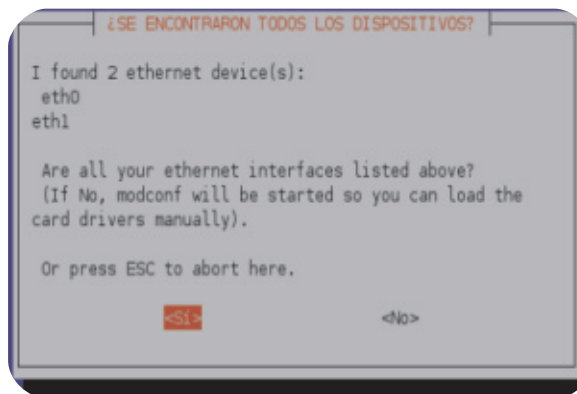 ¿SE ENCONTRARON TODOS LOS DISPOSITIVOS?
I found 2 ethernet device(s):
eth0
eth1
Are all your ethernet interfaces listed above?
(If No, modconf will be started so you can load the
card drivers manually).
Or press ESC to abort here.
<Sí> <No>